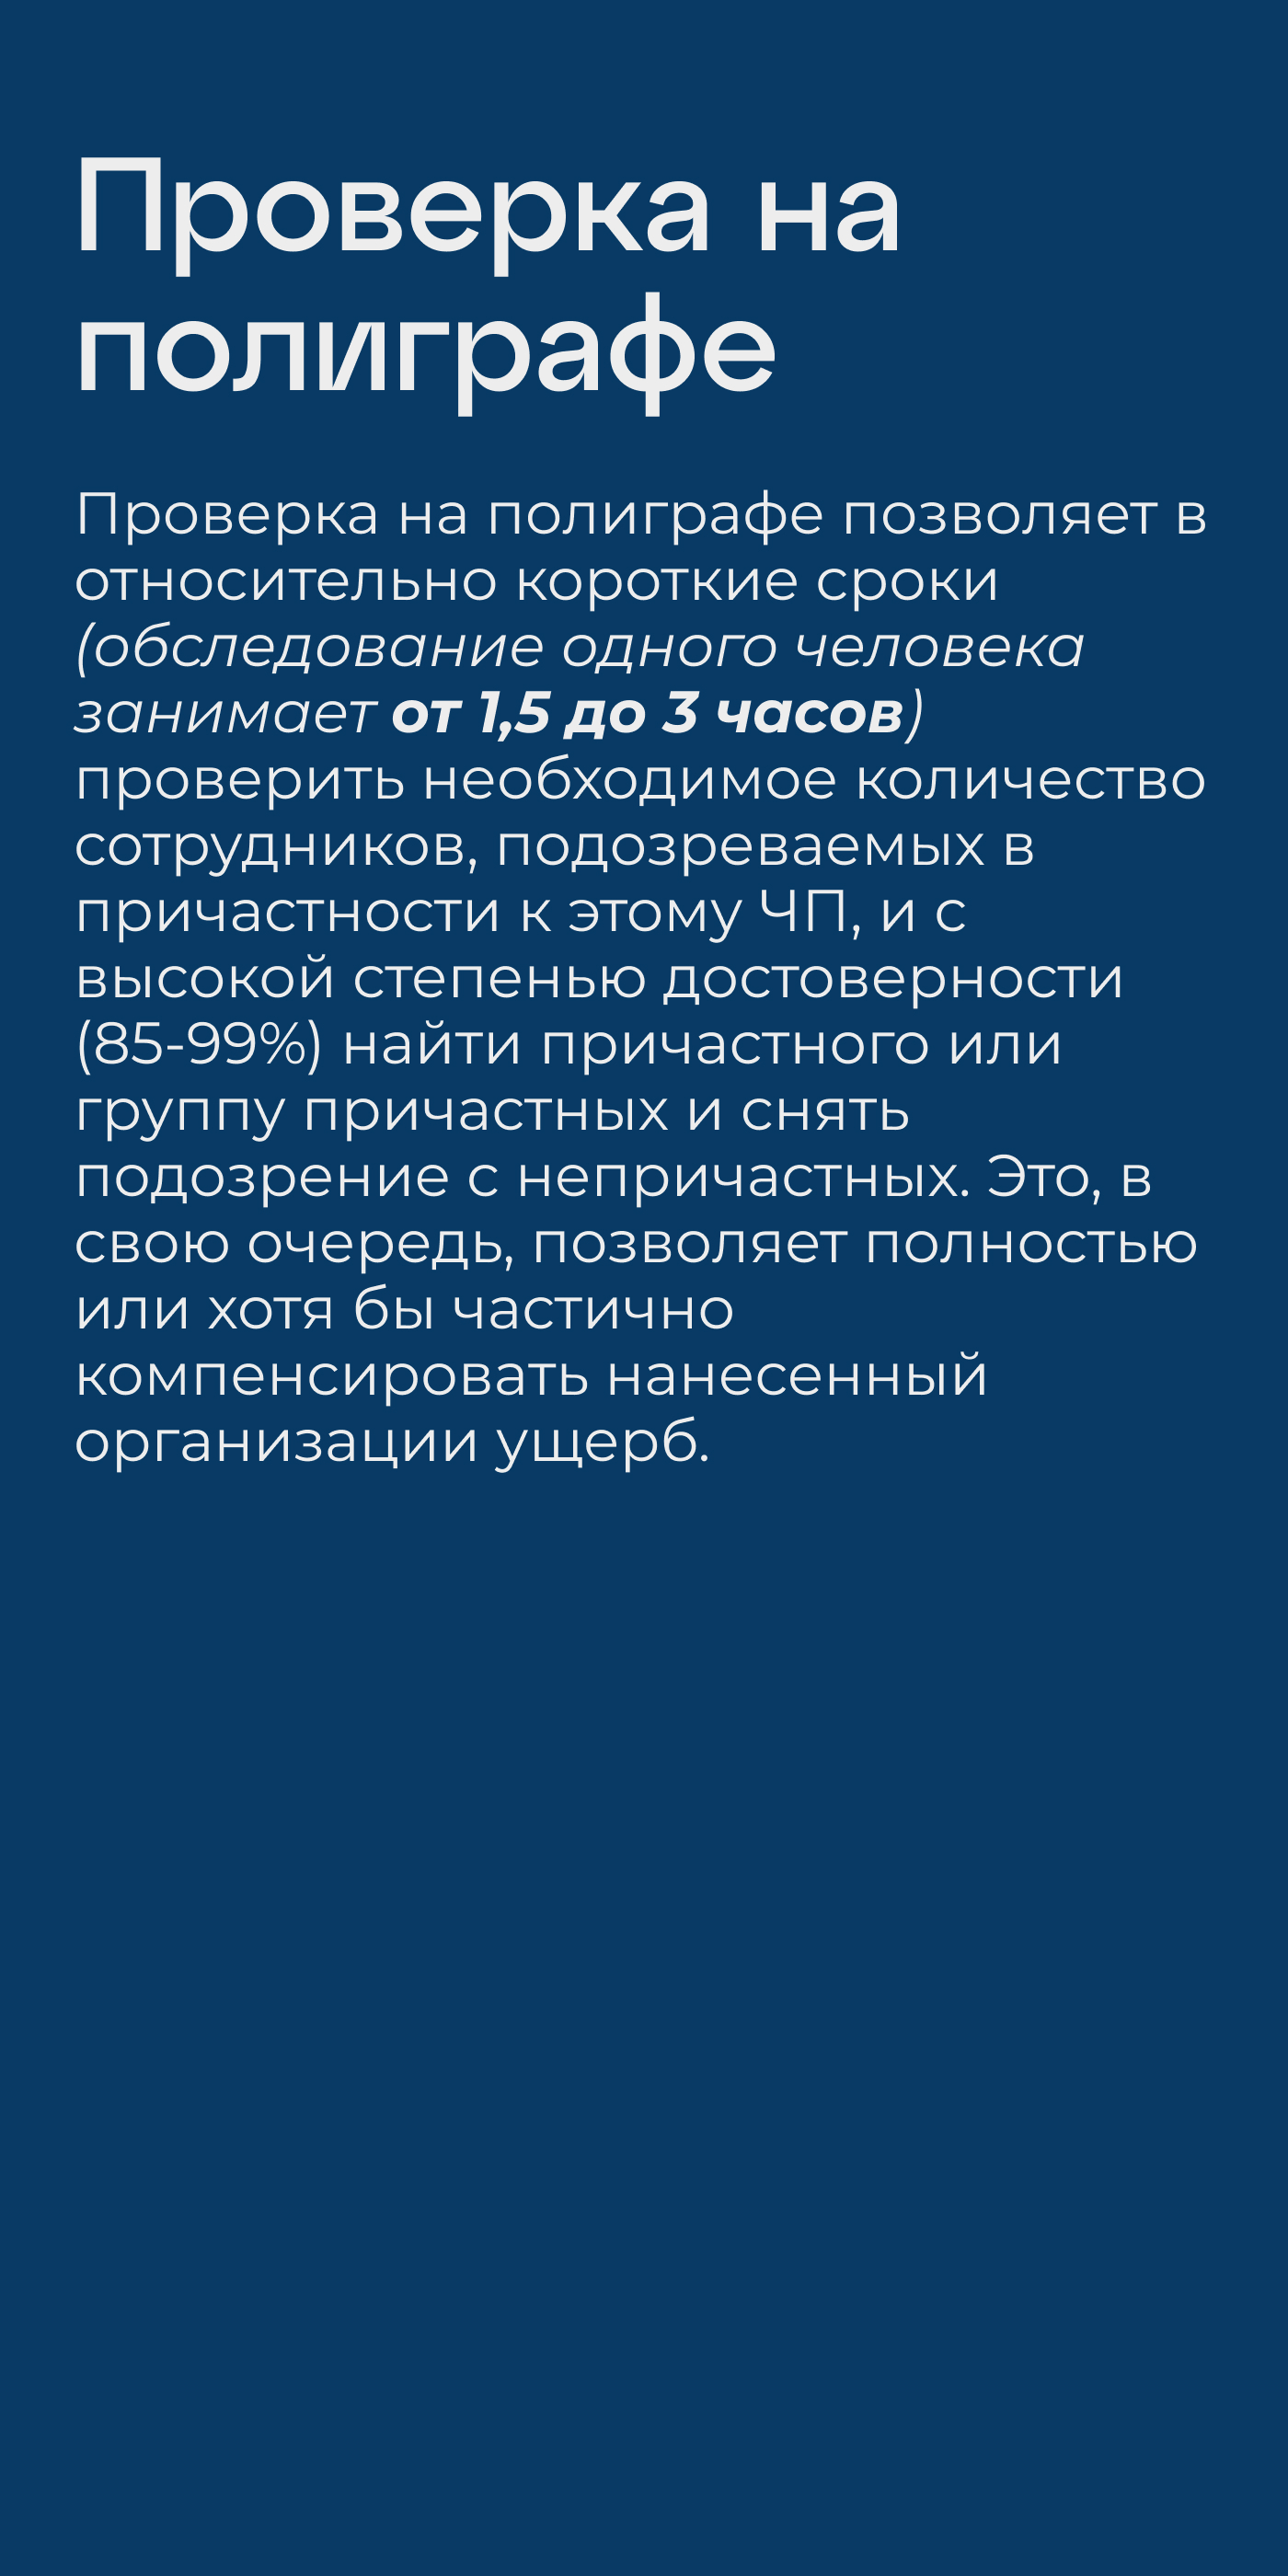 Проверка на
полиграфе
Проверка на полиграфе позволяет в
относительно короткие сроки
(обследование одного человека
занимает от 1,5 до 3 часов)
проверить необходимое количество
сотрудников, подозреваемых в
причастности к этому ЧП, и с
высокой степенью достоверности
(85-99%) найти причастного или
группу причастных и снять
подозрение с непричастных. Это, в
свою очередь, позволяет полностью
или хотя бы частично
компенсировать нанесенный
организации ущерб.